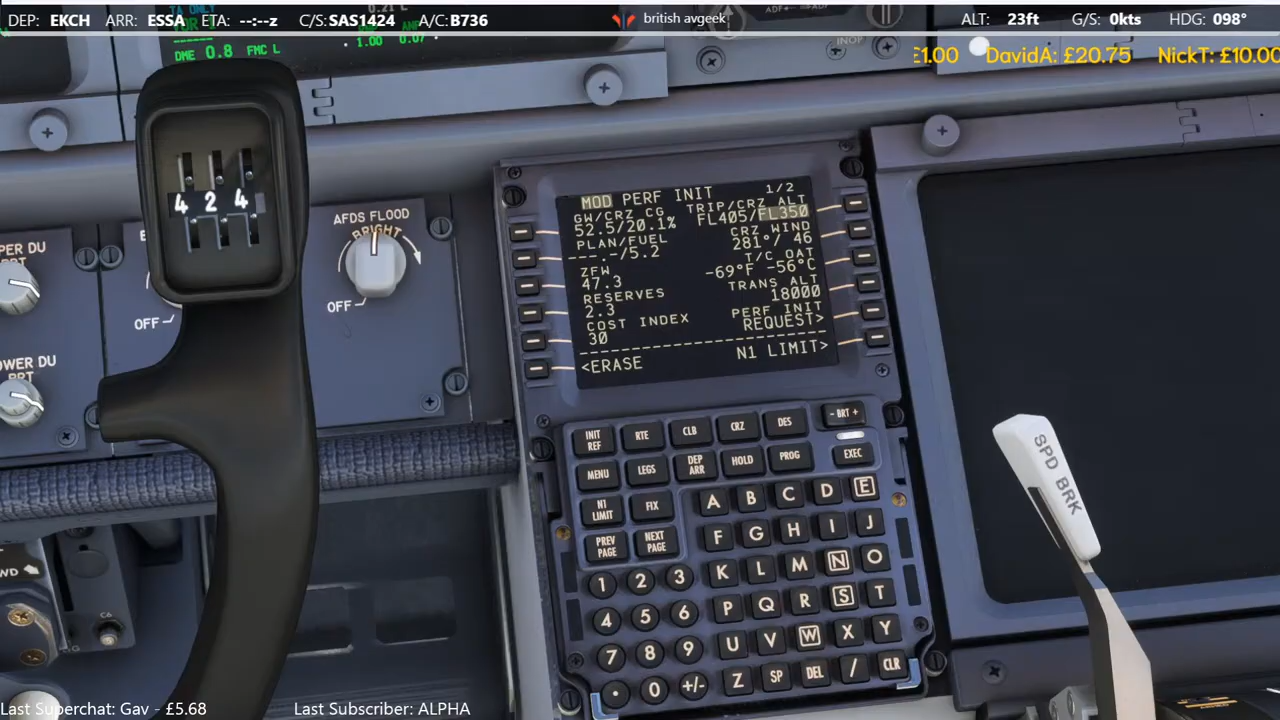 DEP: EKCH ARR: ESSA ETA: --:--z C/S: SAS1424 A/C: B736 british avgeek ALT: 23ft G/S: 0kts HDG: 098°
£1.00 DavidA: £20.75 NickT: £10.00
DME 0.8 FMC L
1.00
INOP
4 2 4
AFDS FLOOD
BRIGHT
OFF
OFF
MOD PERF INIT 1/2
GW/CRZ CG TRIP/CRZ ALT
52.5/20.1% FL405/FL350
PLAN/FUEL CRZ WIND
---.-/5.2 281°/ 46
ZFW T/C OAT
47.3 -69°F -56°C
RESERVES TRANS ALT
2.3 18000
COST INDEX PERF INIT
30 REQUEST>
<ERASE N1 LIMIT>
INIT REF RTE CLB CRZ DES - BRT +
MENU LEGS DEP ARR HOLD PROG EXEC
N1 LIMIT FIX A B C D E
PREV PAGE NEXT PAGE F G H I J
1 2 3 K L M N O
4 5 6 P Q R S T
7 8 9 U V W X Y
. 0 +/- Z SP DEL / CLR
SPD BRK
Last Superchat: Gav - £5.68 Last Subscriber: ALPHA